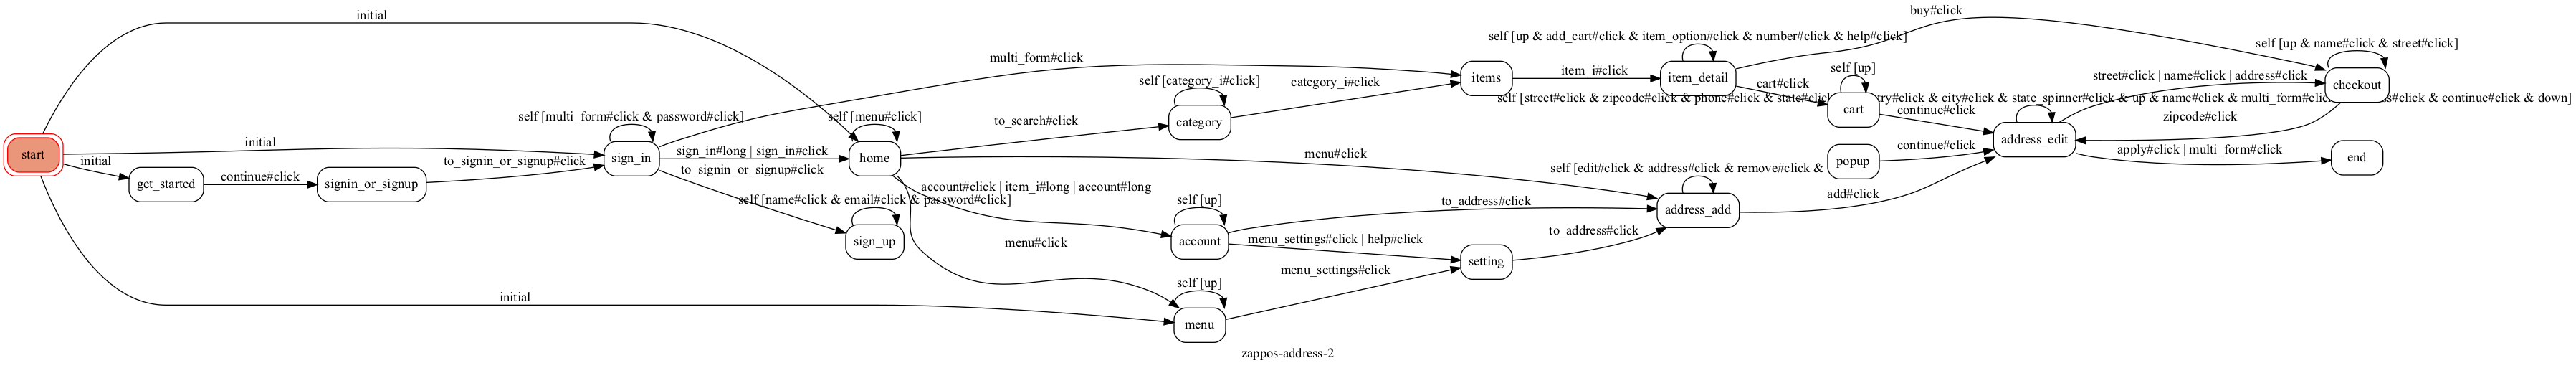 initial
buy#click
self [up & add_cart#click & item_option#click & number#click & help#click]
self [up & name#click & street#click]
multi_form#click
items
item_i#click
item_detail
self [category_i#click]
category_i#click
self [up]
street#click | name#click | address#click
cart#click
checkout
self [street#click & zipcode#click & phone#click & state#cli
try#click & city#click & state_spinner#click & up & name#click & multi_form#clic
s#click & continue#click & down]
cart
continue#click
zipcode#click
self [multi_form#click & password#click]
self [menu#click]
to_search#click
category
address_edit
start
initial
initial
to_signin_or_signup#click
sign_in
sign_in#long | sign_in#click
home
menu#click
continue#click
popup
apply#click | multi_form#click
end
get_started
continue#click
signin_or_signup
to_signin_or_signup#click
account#click | item_i#long | account#long
self [edit#click & address#click & remove#click &
add#click
self [name#click & email#click & password#click]
self [up]
to_address#click
address_add
sign_up
menu#click
account
menu_settings#click | help#click
to_address#click
setting
menu_settings#click
self [up]
initial
menu
zappos-address-2